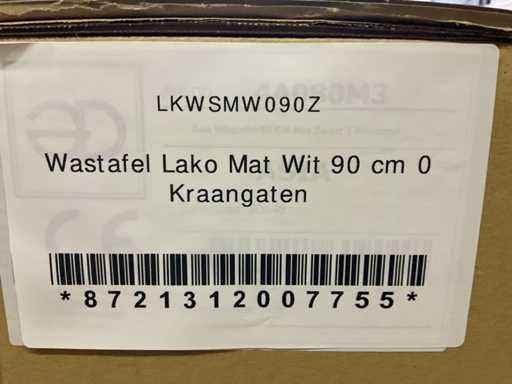 LKWSMW090Z
Wastafel Lako Mat Wit 90 cm 0
Kraangaten
*8721312007755*